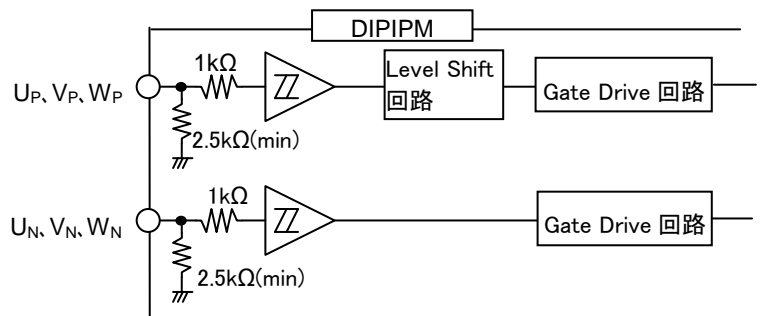 DIPIPM
1kΩ
Level Shift
回路
UP、VP、WP
Gate Drive 回路
2.5kΩ(min)
1kΩ
UN、VN、WN
Gate Drive 回路
2.5kΩ(min)